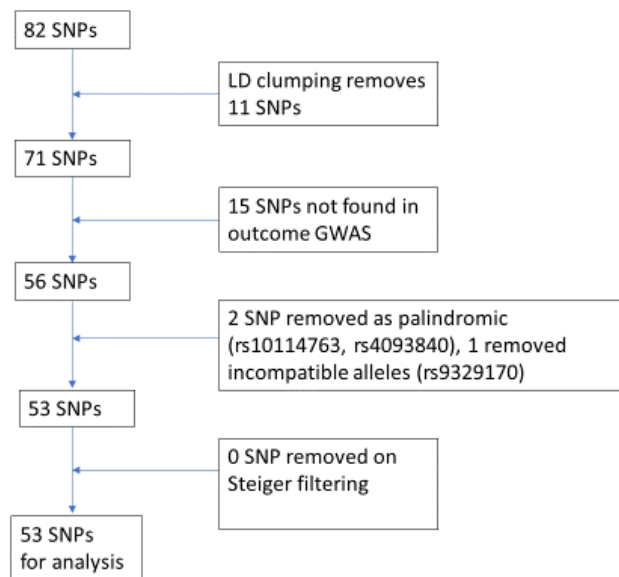 82 SNPs
LD clumping removes
11 SNPs
71 SNPs
15 SNPs not found in
outcome GWAS
56 SNPs
2 SNP removed as palindromic
(rs10114763, rs4093840), 1 removed
incompatible alleles (rs9329170)
53 SNPs
0 SNP removed on
Steiger filtering
53 SNPs
for analysis